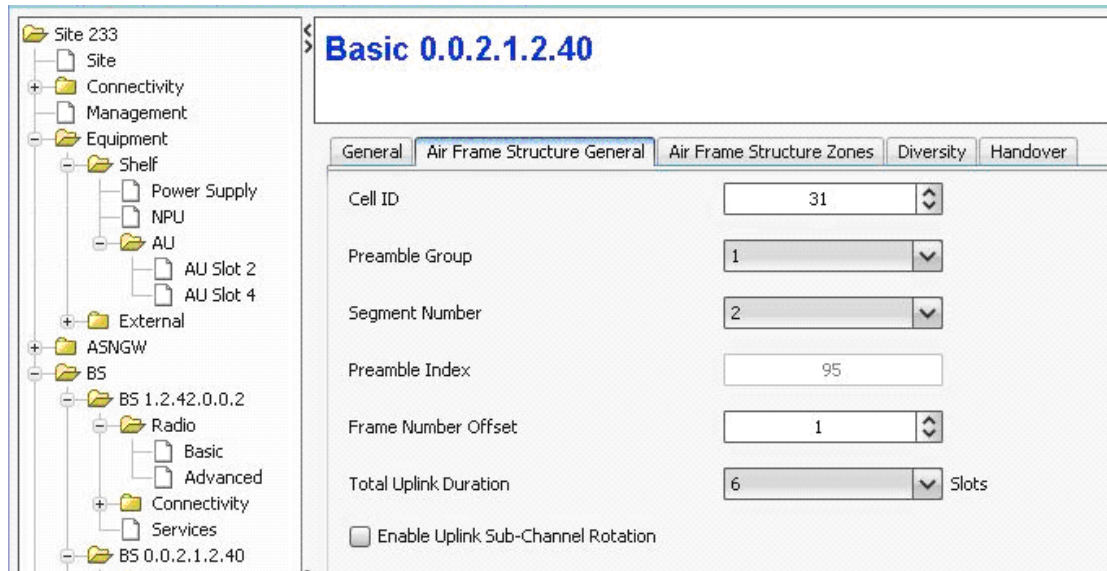 Site 233
Site
Connectivity
Management
Equipment
Shelf
Power Supply
NPU
AU
AU Slot 2
AU Slot 4
External
ASNGW
BS
BS 1.2.42.0.0.2
Radio
Basic
Advanced
Connectivity
Services
BS 0.0.2.1.2.40
Basic 0.0.2.1.2.40
General Air Frame Structure General Air Frame Structure Zones Diversity Handover
Cell ID 31
Preamble Group 1
Segment Number 2
Preamble Index 95
Frame Number Offset 1
Total Uplink Duration 6 Slots
Enable Uplink Sub-Channel Rotation